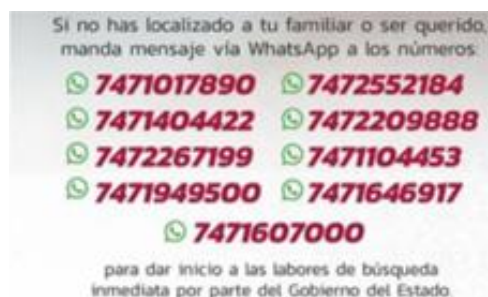 Si no has localizado a tu familiar o ser querido,
manda mensaje vía WhatsApp a los números:
7471017890 7472552184
7471404422 7472209888
7472267199 7471104453
7471949500 7471646917
7471607000
para dar inicio a las labores de búsqueda
inmediata por parte del Gobierno del Estado.